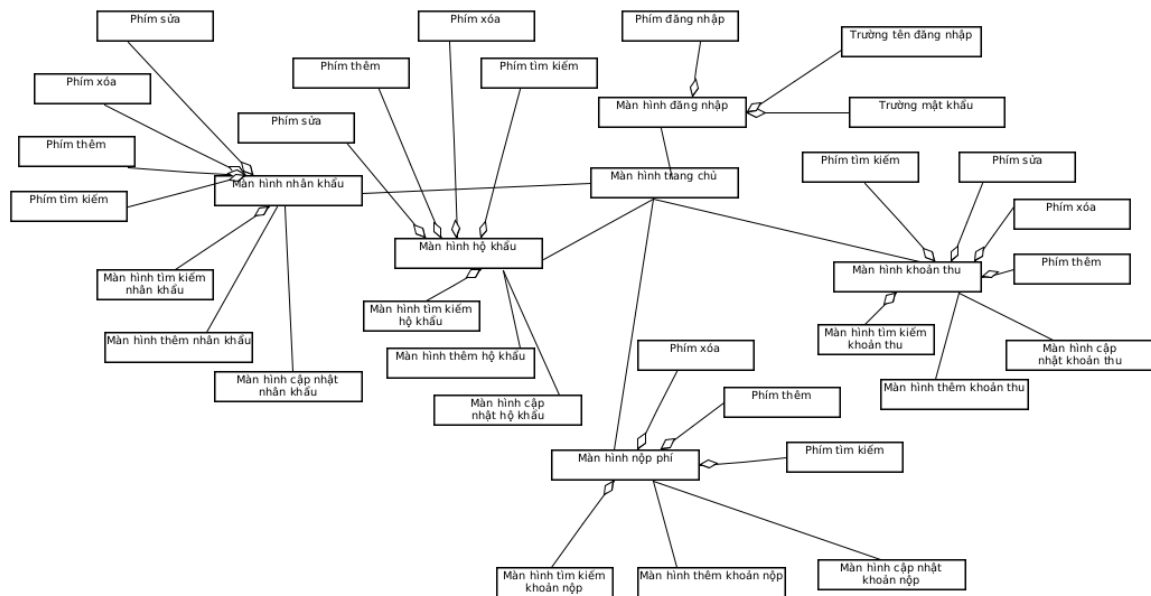 Phím sửa
Phím xóa
Phím đăng nhập
Trường tên đăng nhập
Phím thêm
Phím tìm kiếm
Phím xóa
Màn hình đăng nhập
Trường mật khẩu
Phím sửa
Phím thêm
Phím tìm kiếm
Phím sửa
Màn hình nhân khẩu
Màn hình trang chủ
Phím tìm kiếm
Phím xóa
Màn hình hộ khẩu
Phím thêm
Màn hình khoản thu
Màn hình tìm kiếm
nhân khẩu
Màn hình tìm kiếm
hộ khẩu
Màn hình tìm kiếm
khoản thu
Màn hình thêm nhân khẩu
Màn hình thêm hộ khẩu
Phím xóa
Màn hình cập
nhật khoản thu
Màn hình cập nhật
nhân khẩu
Màn hình thêm khoản thu
Phím thêm
Màn hình cập
nhật hộ khẩu
Phím tìm kiếm
Màn hình nộp phí
Màn hình tìm kiếm
khoản nộp
Màn hình thêm khoản nộp
Màn hình cập nhật
khoản nộp